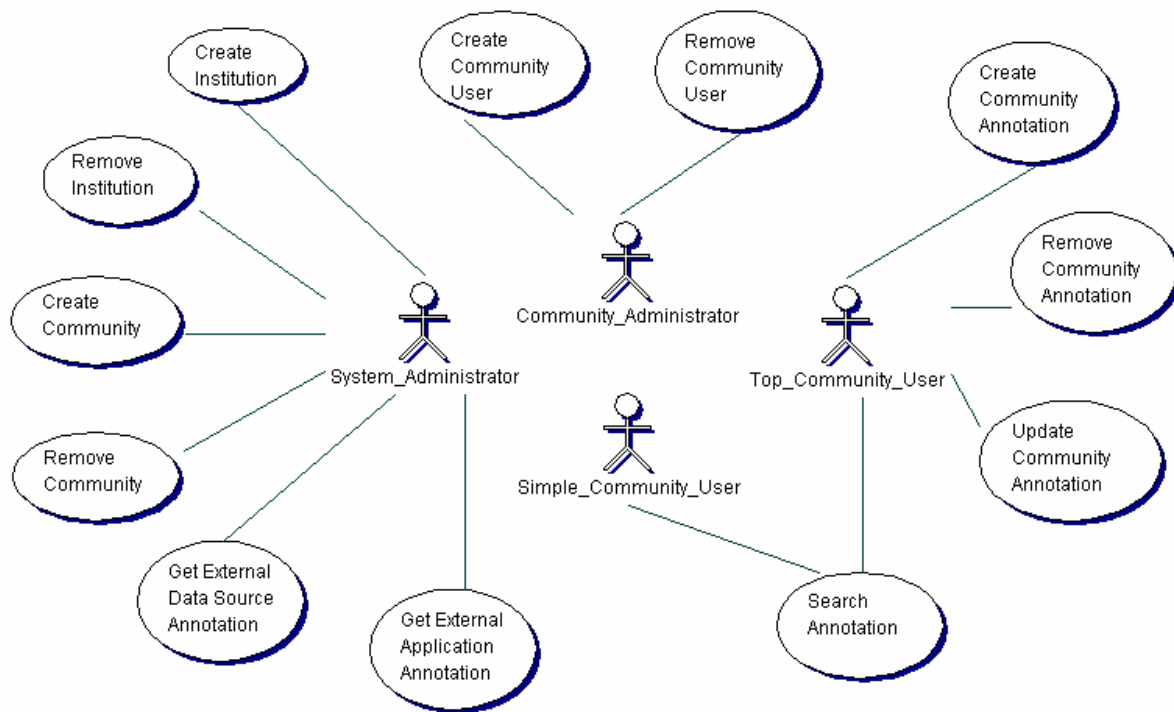 Create
Institution
Create
Community
User
Remove
Community
User
Create
Community
Annotation
Remove
Institution
Remove
Community
Annotation
Create
Community
Community_Administrator
System_Administrator
Top_Community_User
Remove
Community
Simple_Community_User
Update
Community
Annotation
Get External
Data Source
Annotation
Get External
Application
Annotation
Search
Annotation